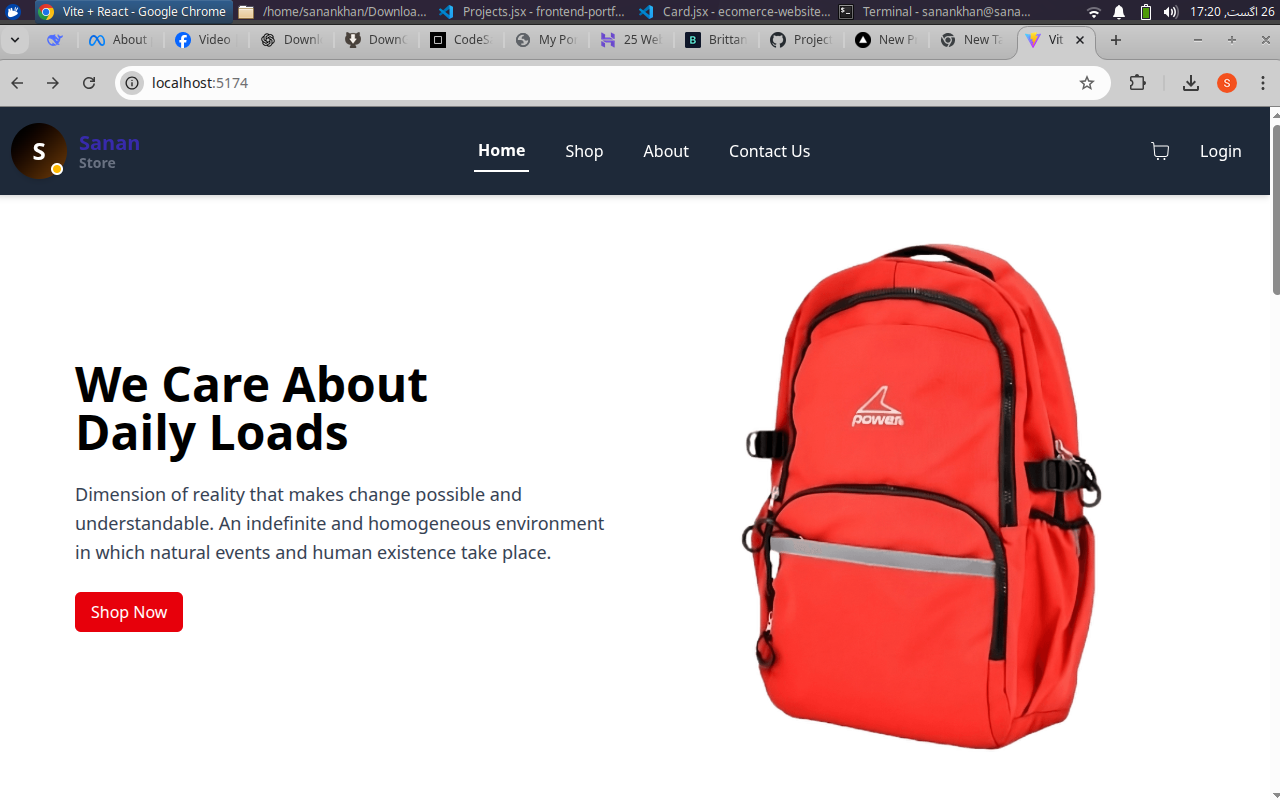 Vite + React - Google Chrome
/home/sanankhan/Downloa...
Projects.jsx - frontend-portf...
Card.jsx - ecomerce-website...
Terminal - sanankhan@sana...
26 اگست, 17:20
About
Video
Downl
Down
CodeS
My Por
25 Wel
Brittan
Project
New P
New Ta
Vit
localhost:5174
S
S
Sanan
Store
Home
Shop
About
Contact Us
Login
power
We Care About
Daily Loads
Dimension of reality that makes change possible and
understandable. An indefinite and homogeneous environment
in which natural events and human existence take place.
Shop Now